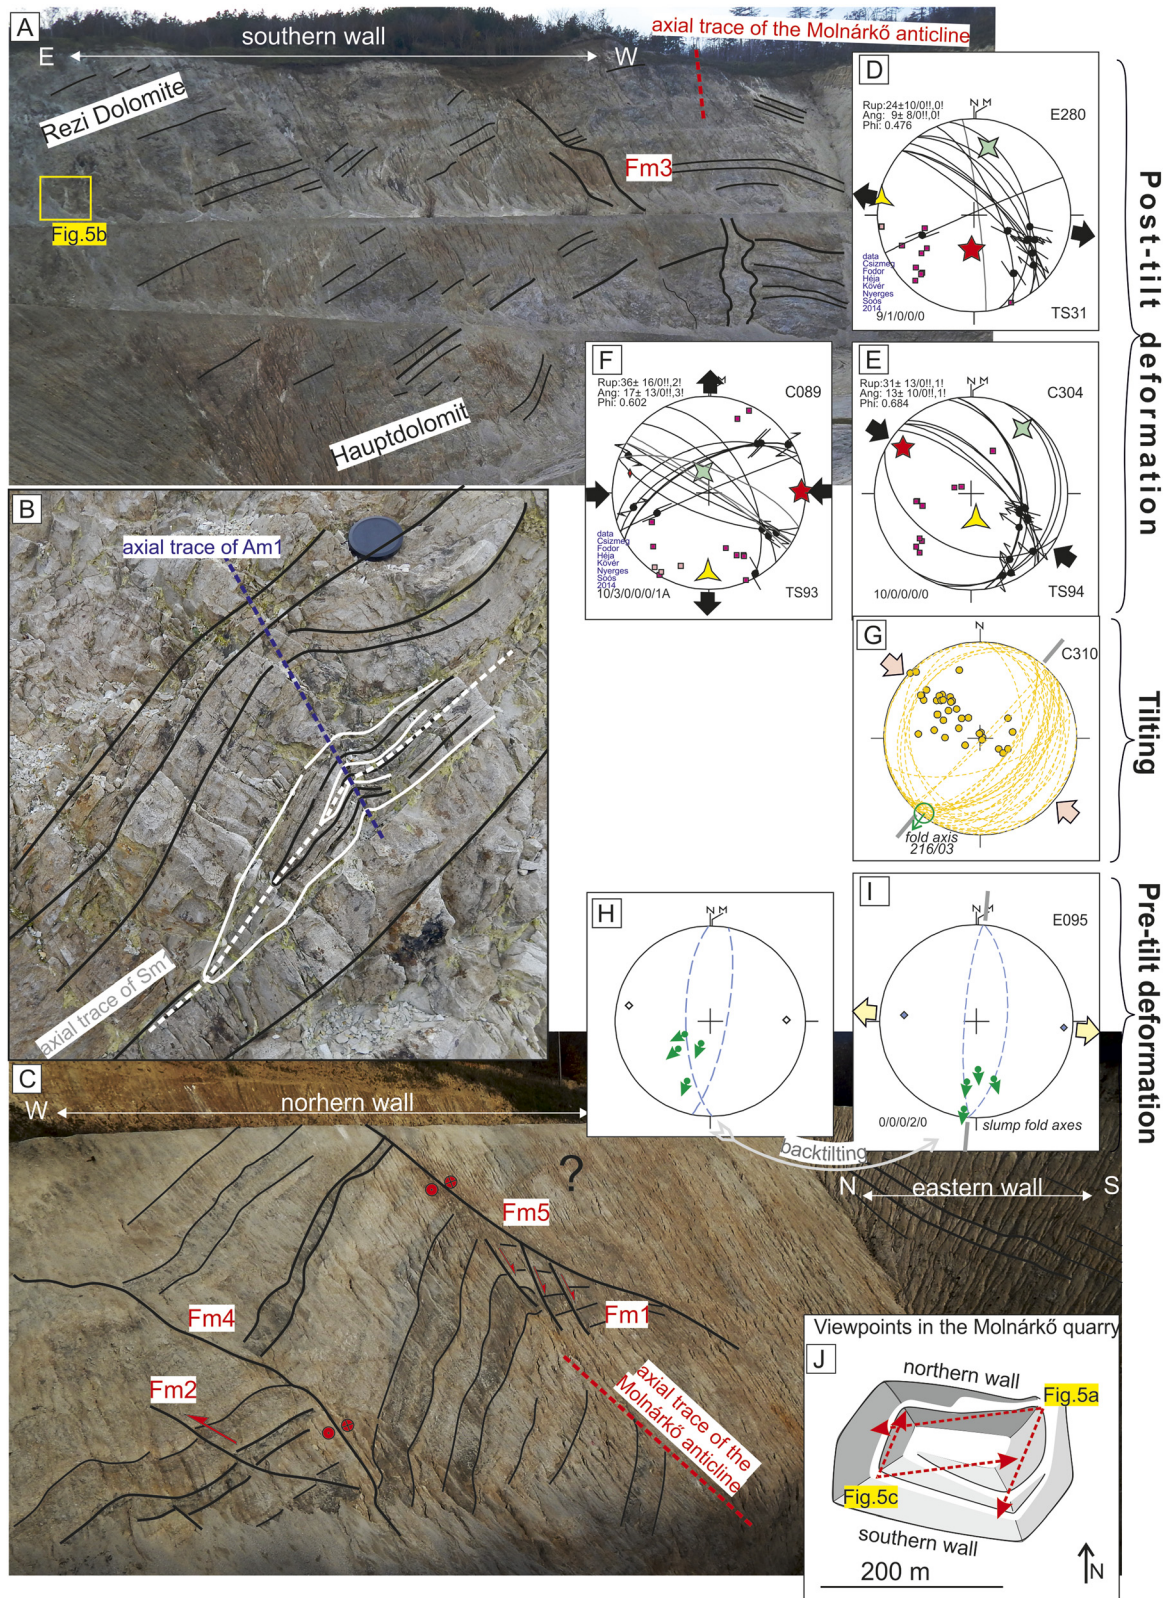 A
E
southern wall
W
axial trace of the Molnárkő anticline
Rezi Dolomite
Fm3
Fig.5b
Hauptdolomit
D
Rup:24±10/0!!,0!
Ang: 9± 8/0!!,0!
Phi: 0.476
N M
E280
data
Csizmeg
Fodor
Héja
Kövér
Nyerges
Soós
2014
9/1/0/0/0
TS31
F
Rup:36± 16/0!!,2!
Ang: 17± 13/0!!,3!
Phi: 0.602
M
C089
data
Csizmeg
Fodor
Héja
Kövér
Nyerges
Soós
2014
10/3/0/0/0/1A
TS93
E
Rup:31± 13/0!!,1!
Ang: 13± 10/0!!,1!
Phi: 0.684
N M
C304
10/0/0/0/0
TS94
Post-tilt deformation
B
axial trace of Am1
axial trace of Sm1
G
N
C310
fold axis
216/03
Tilting
H
N M
I
N M
E095
0/0/0/2/0
slump fold axes
backtilting
Pre-tilt deformation
C
W
norhern wall
?
N
eastern wall
S
Fm5
Fm4
Fm1
Fm2
axial trace of the
Molnárkő anticline
Viewpoints in the Molnárkő quarry
J
northern wall
Fig.5a
Fig.5c
southern wall
200 m
N